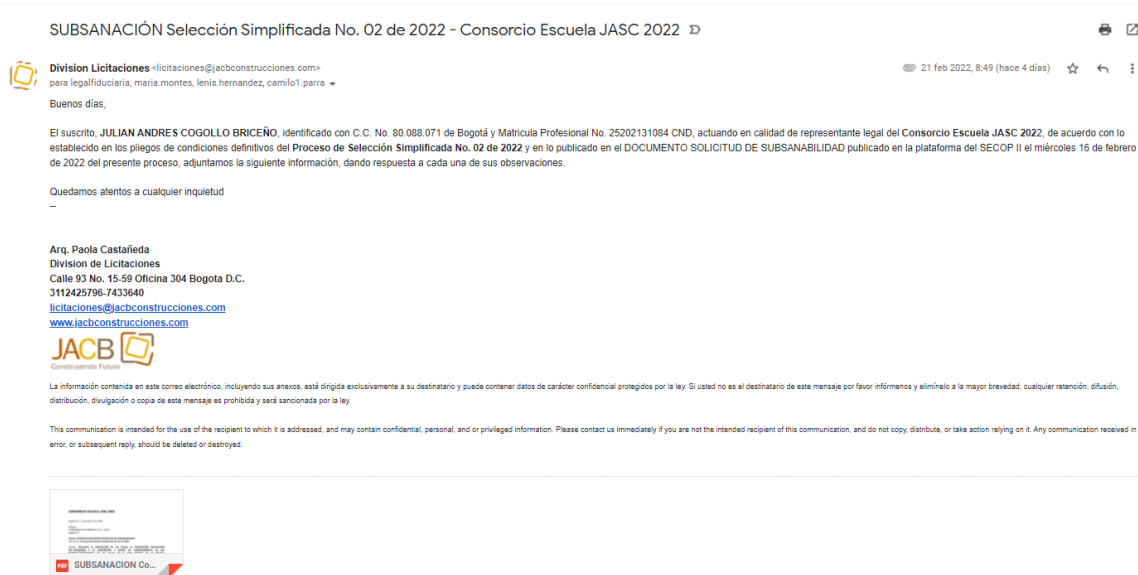 SUBSANACIÓN Selección Simplificada No. 02 de 2022 - Consorcio Escuela JASC 2022
Division Licitaciones <licitaciones@jacbconstrucciones.com>
21 feb 2022, 8:49 (hace 4 días)
para legalfiduciaria, maria.montes, lenis.hernandez, camilo1.parra
Buenos días,
El suscrito, JULIAN ANDRES COGOLLO BRICEÑO, identificado con C.C. No. 80.088.071 de Bogotá y Matricula Profesional No. 25202131084 CND, actuando en calidad de representante legal del Consorcio Escuela JASC 2022, de acuerdo con lo
establecido en los pliegos de condiciones definitivos del Proceso de Selección Simplificada No. 02 de 2022 y en lo publicado en el DOCUMENTO SOLICITUD DE SUBSANABILIDAD publicado en la plataforma del SECOP II el miércoles 16 de febrero
de 2022 del presente proceso, adjuntamos la siguiente información, dando respuesta a cada una de sus observaciones.
Quedamos atentos a cualquier inquietud
--
Arq. Paola Castañeda
Division de Licitaciones
Calle 93 No. 15-59 Oficina 304 Bogota D.C.
3112425796-7433640
licitaciones@jacbconstrucciones.com
www.jacbconstrucciones.com
JACB
Construyendo Futuro
La información contenida en este correo electrónico, incluyendo sus anexos, está dirigida exclusivamente a su destinatario y puede contener datos de carácter confidencial protegidos por la ley. Si usted no es el destinatario de este mensaje por favor infórmenos y elimínelo a la mayor brevedad; cualquier retención, difusión,
distribución, divulgación o copia de este mensaje es prohibida y será sancionada por la ley.
This communication is intended for the use of the recipient to which it is addressed, and may contain confidential, personal, and or privileged information. Please contact us immediately if you are not the intended recipient of this communication, and do not copy, distribute, or take action relying on it. Any communication received in
error, or subsequent reply, should be deleted or destroyed.
CONSORCIO ESCUELA JASC 2022
PDF SUBSANACION Co...